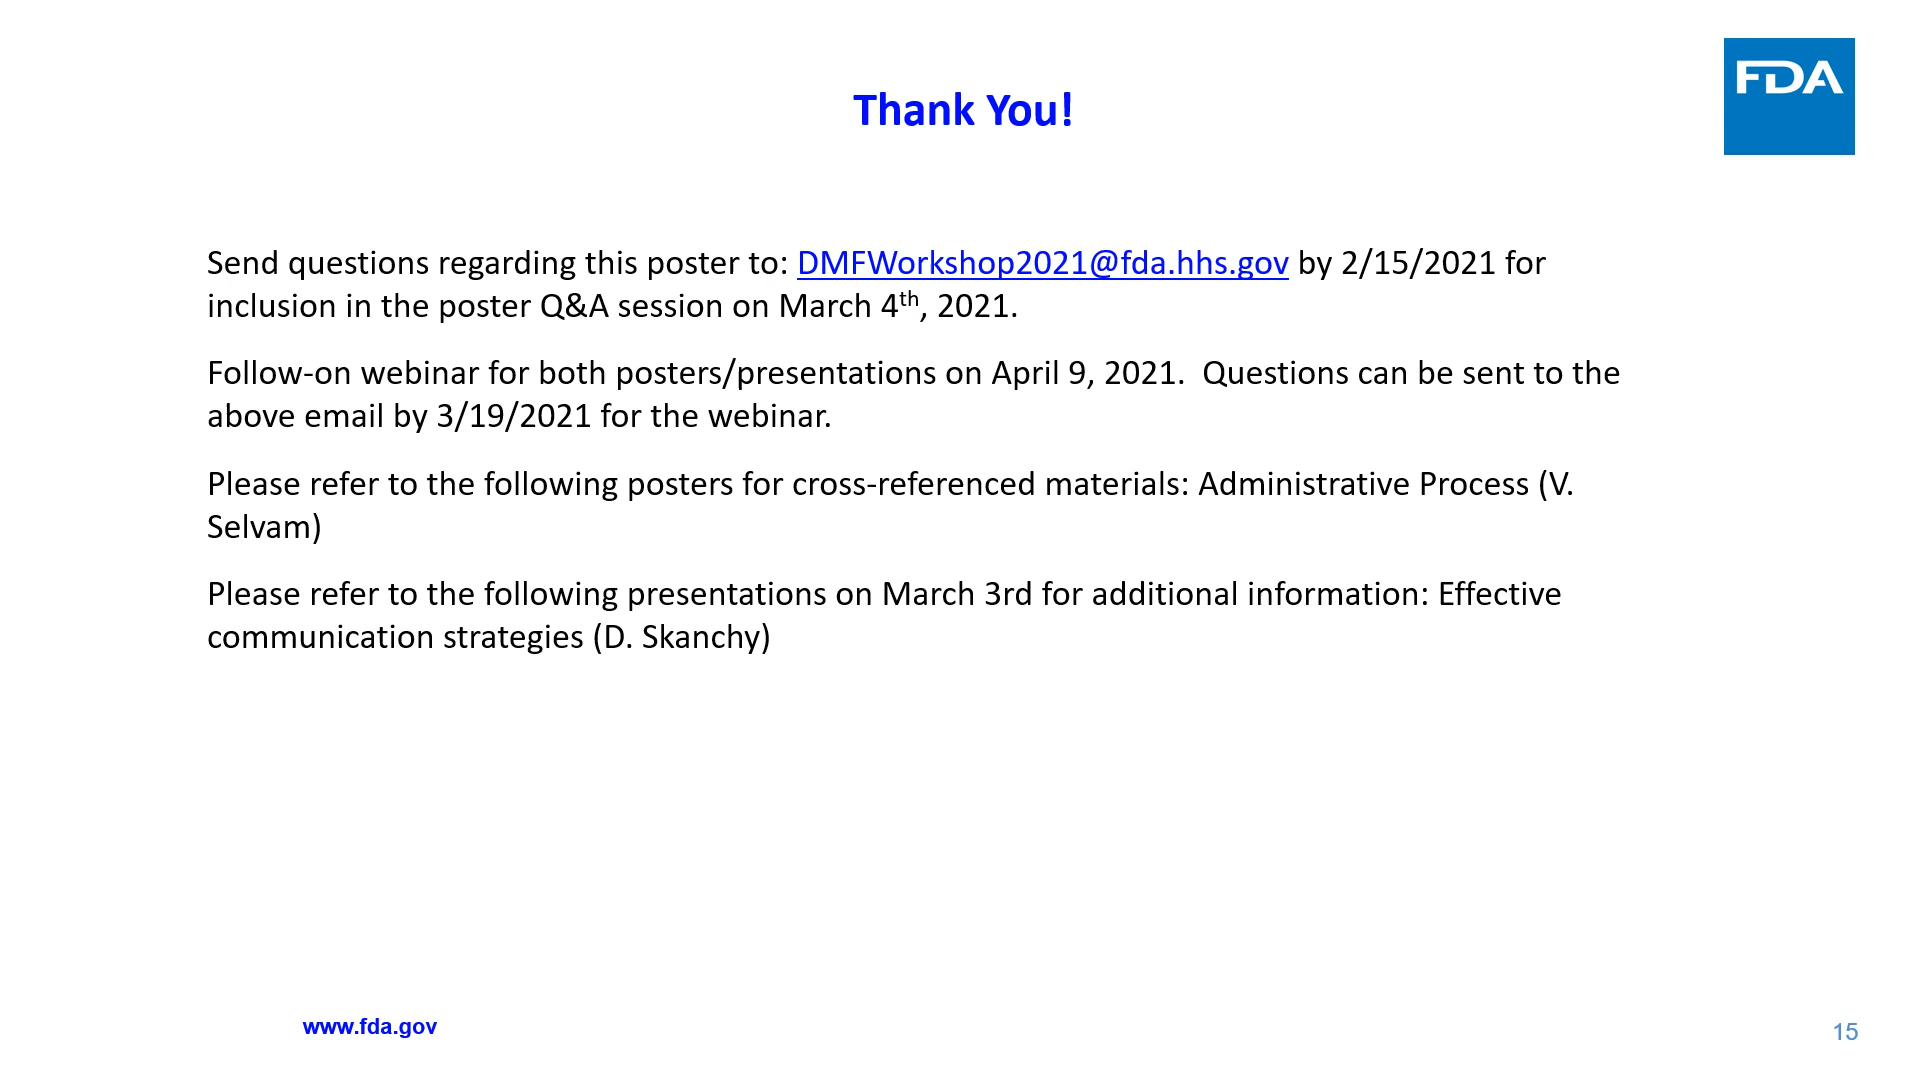 FDA
Thank You!
Send questions regarding this poster to: DMFWorkshop2021@fda.hhs.gov by 2/15/2021 for
inclusion in the poster Q&A session on March 4th, 2021.
Follow-on webinar for both posters/presentations on April 9, 2021.  Questions can be sent to the
above email by 3/19/2021 for the webinar.
Please refer to the following posters for cross-referenced materials: Administrative Process (V.
Selvam)
Please refer to the following presentations on March 3rd for additional information: Effective
communication strategies (D. Skanchy)
www.fda.gov
15